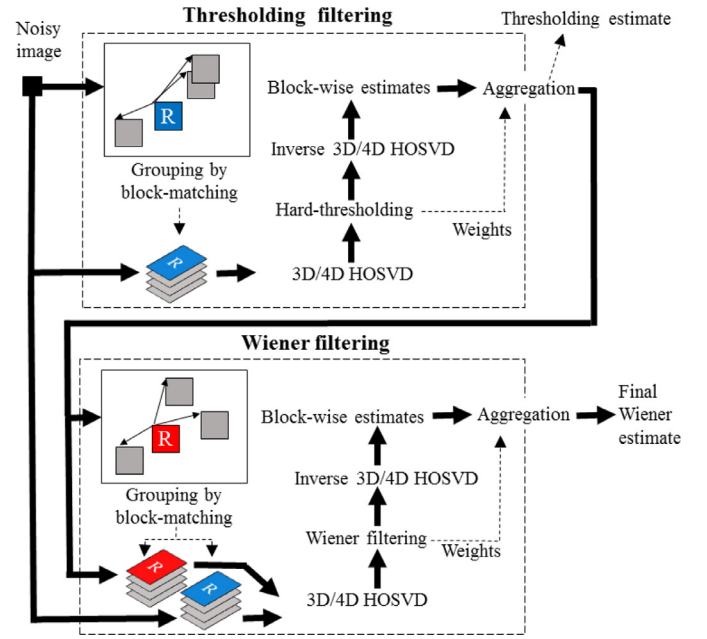 Thresholding filtering
Thresholding estimate
Noisy
image
R
Block-wise estimates
Aggregation
Inverse 3D/4D HOSVD
Grouping by
block-matching
Hard-thresholding
Weights
R
3D/4D HOSVD
Wiener filtering
R
Block-wise estimates
Aggregation
Final
Wiener
estimate
Inverse 3D/4D HOSVD
Grouping by
block-matching
Wiener filtering
Weights
R
R
3D/4D HOSVD